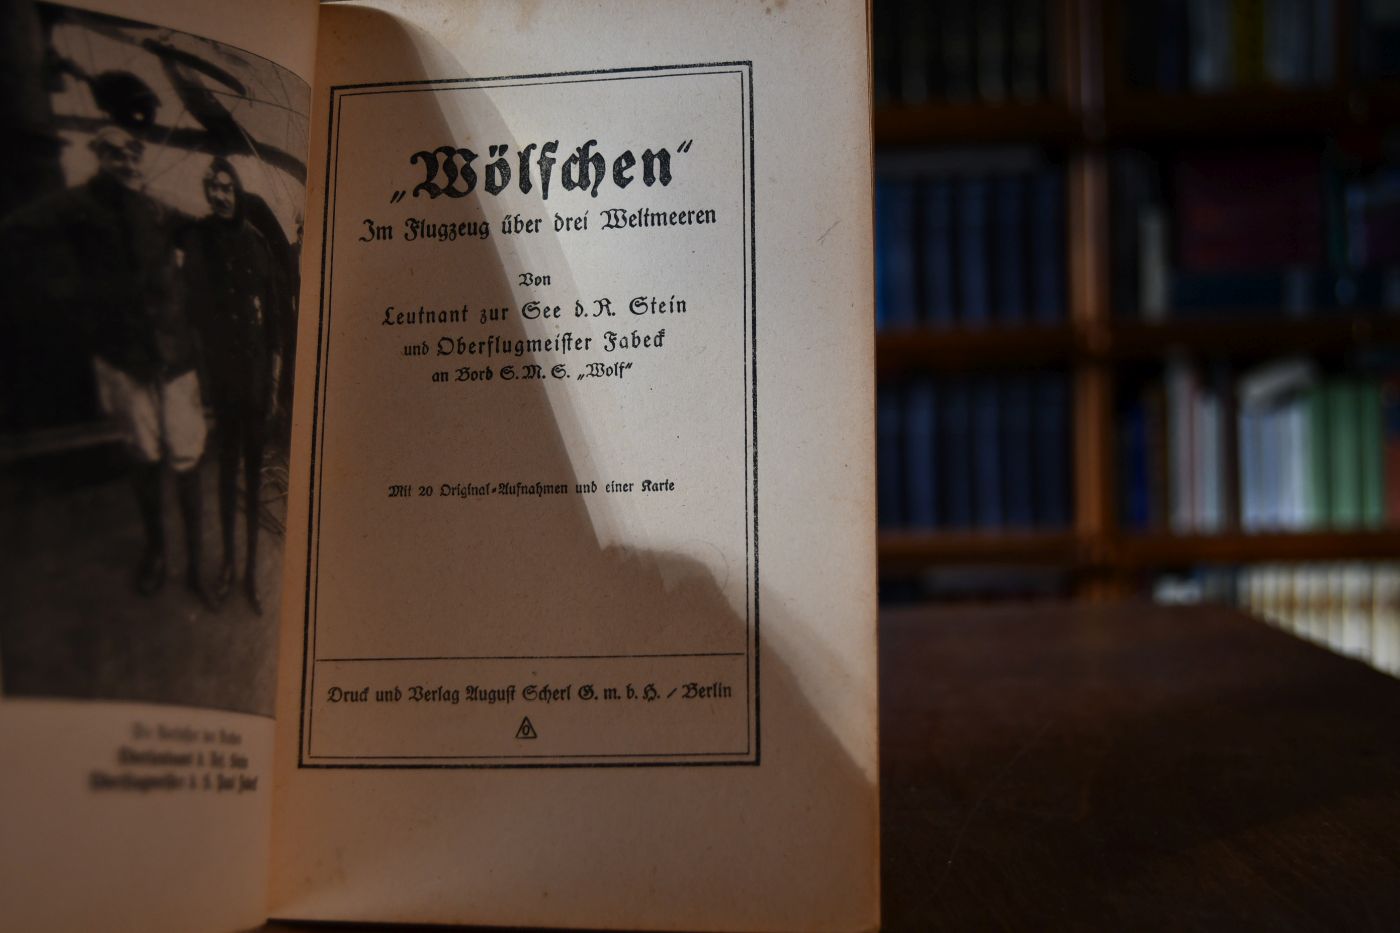 „Wölfchen“
Im Flugzeug über drei Weltmeeren
Von
Leutnant zur See d. R. Stein
und Oberflugmeister Fabeck
an Bord S. M. S. „Wolf“
Mit 20 Original-Aufnahmen und einer Karte
Druck und Verlag August Scherl G. m. b. H. / Berlin